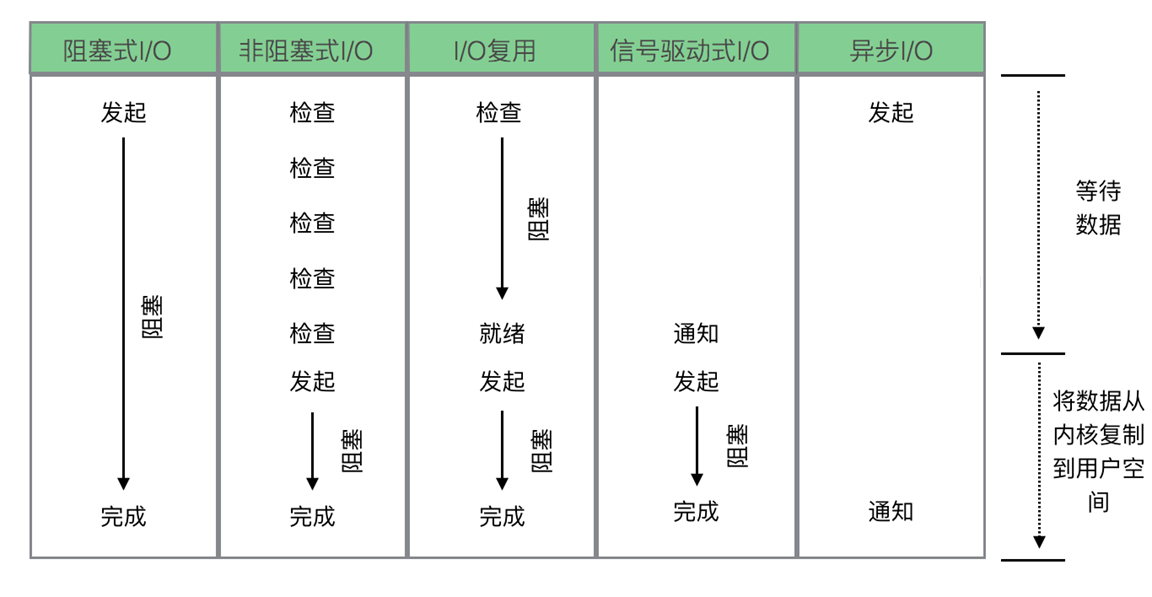 阻塞式I/O
非阻塞式I/O
I/O复用
信号驱动式I/O
异步I/O
发起
阻塞
完成
检查
检查
检查
检查
检查
发起
阻塞
完成
检查
阻塞
就绪
发起
阻塞
完成
通知
发起
阻塞
完成
发起
通知
等待
数据
将数据从
内核复制
到用户空
间